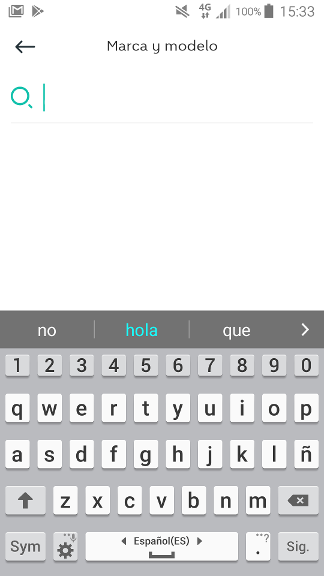 4G 100% 15:33
Marca y modelo
no hola que
1 2 3 4 5 6 7 8 9 0
q w e r t y u i o p
a s d f g h j k l ñ
z x c v b n m
Sym Español(ES) ..? . Sig.